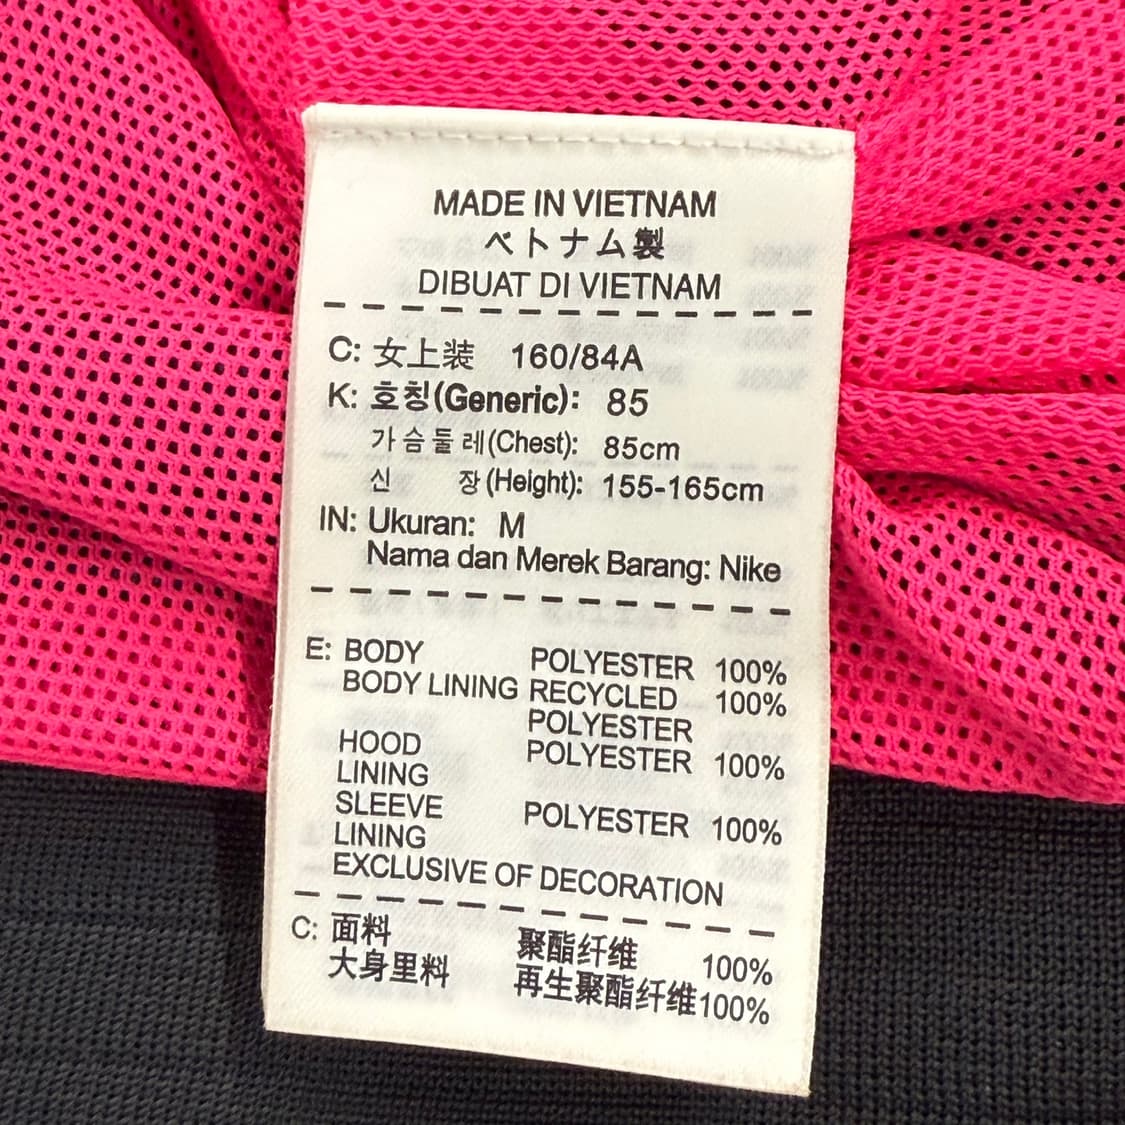 MADE IN VIETNAM
ベトナム製
DIBUAT DI VIETNAM
C: 女上装 160/84A
K: 호칭(Generic): 85
가슴둘레(Chest): 85cm
신 장(Height): 155-165cm
IN: Ukuran: M
Nama dan Merek Barang: Nike
E: BODY POLYESTER 100%
BODY LINING RECYCLED 100%
POLYESTER
HOOD POLYESTER 100%
LINING
SLEEVE POLYESTER 100%
LINING
EXCLUSIVE OF DECORATION
C: 面料 聚酯纤维 100%
大身里料 再生聚酯纤维100%